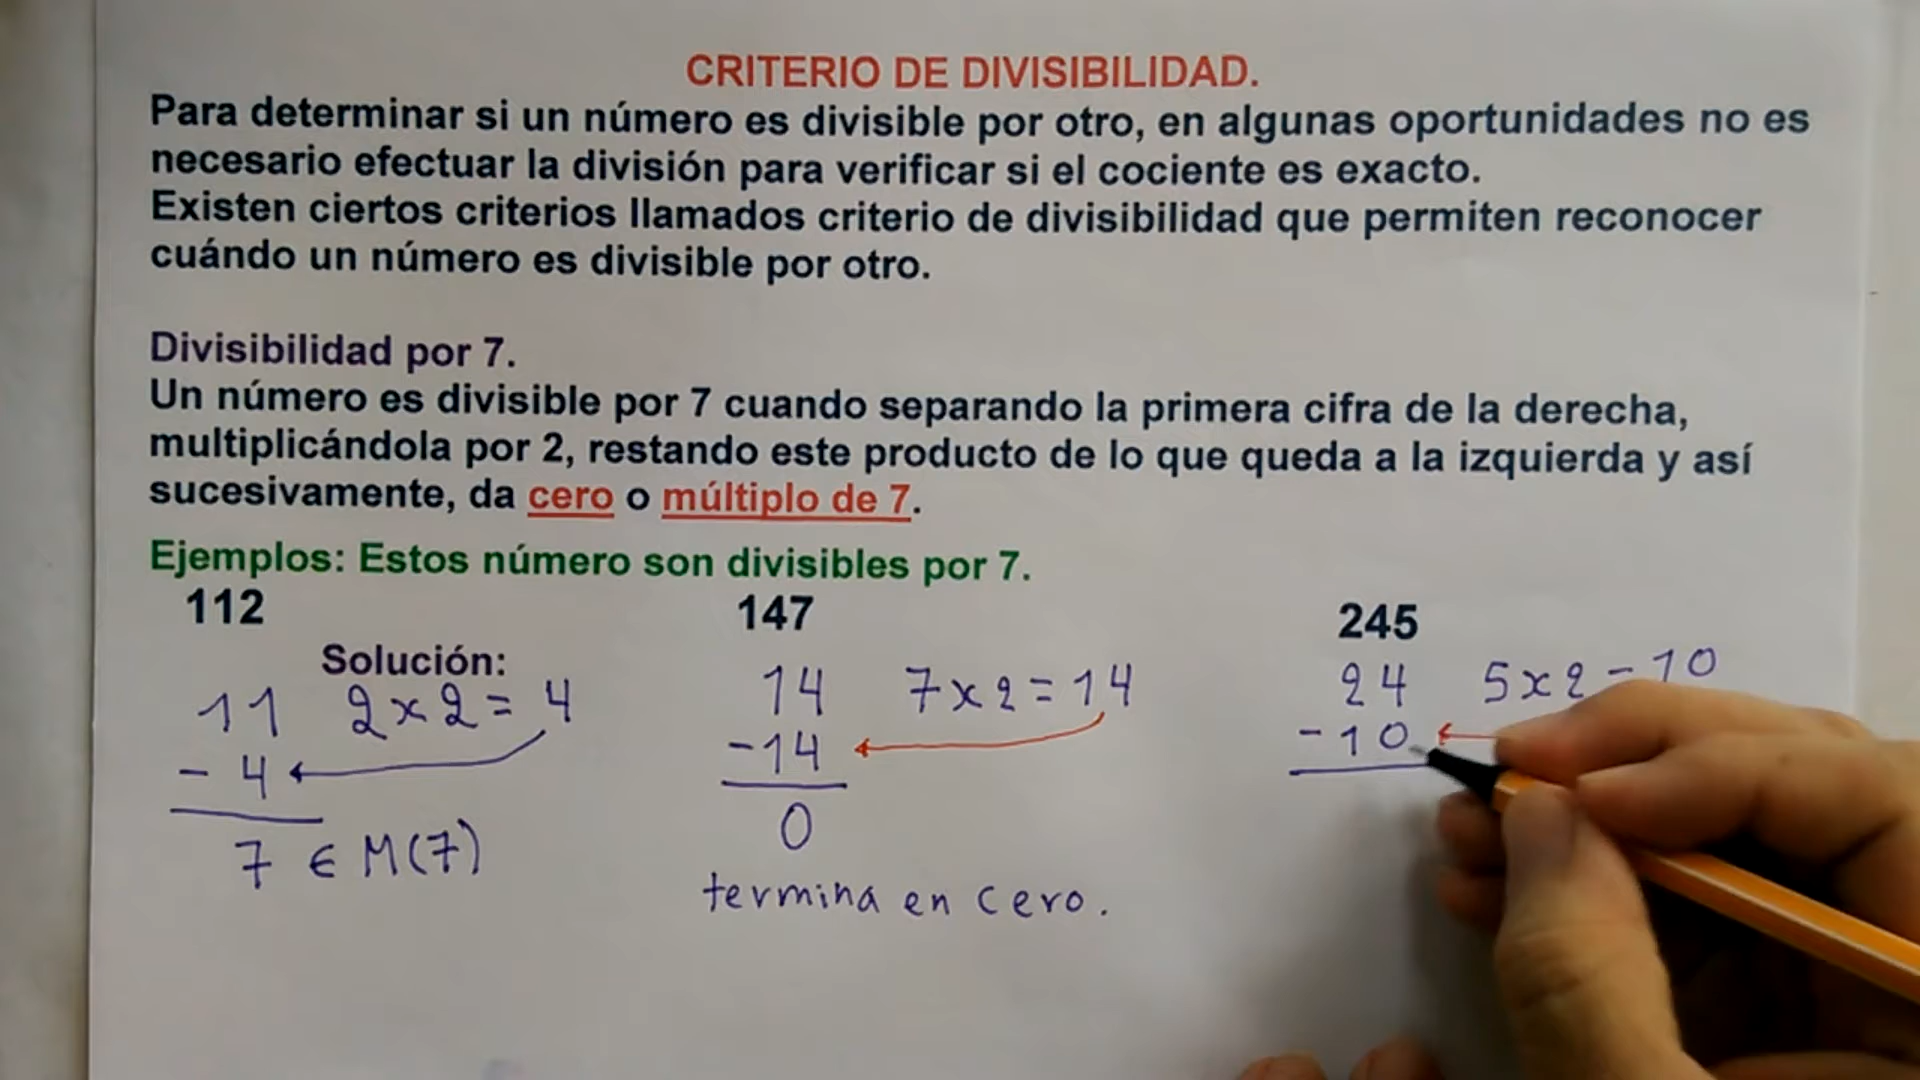 CRITERIO DE DIVISIBILIDAD.
Para determinar si un número es divisible por otro, en algunas oportunidades no es
necesario efectuar la división para verificar si el cociente es exacto.
Existen ciertos criterios llamados criterio de divisibilidad que permiten reconocer
cuándo un número es divisible por otro.
Divisibilidad por 7.
Un número es divisible por 7 cuando separando la primera cifra de la derecha,
multiplicándola por 2, restando este producto de lo que queda a la izquierda y así
sucesivamente, da cero o múltiplo de 7.
Ejemplos: Estos número son divisibles por 7.
112
Solución:
11 2x2=4
- 4
7 ∈ M(7)
147
14 7x2=14
-14
0
termina en cero.
245
24 5x2=10
-10